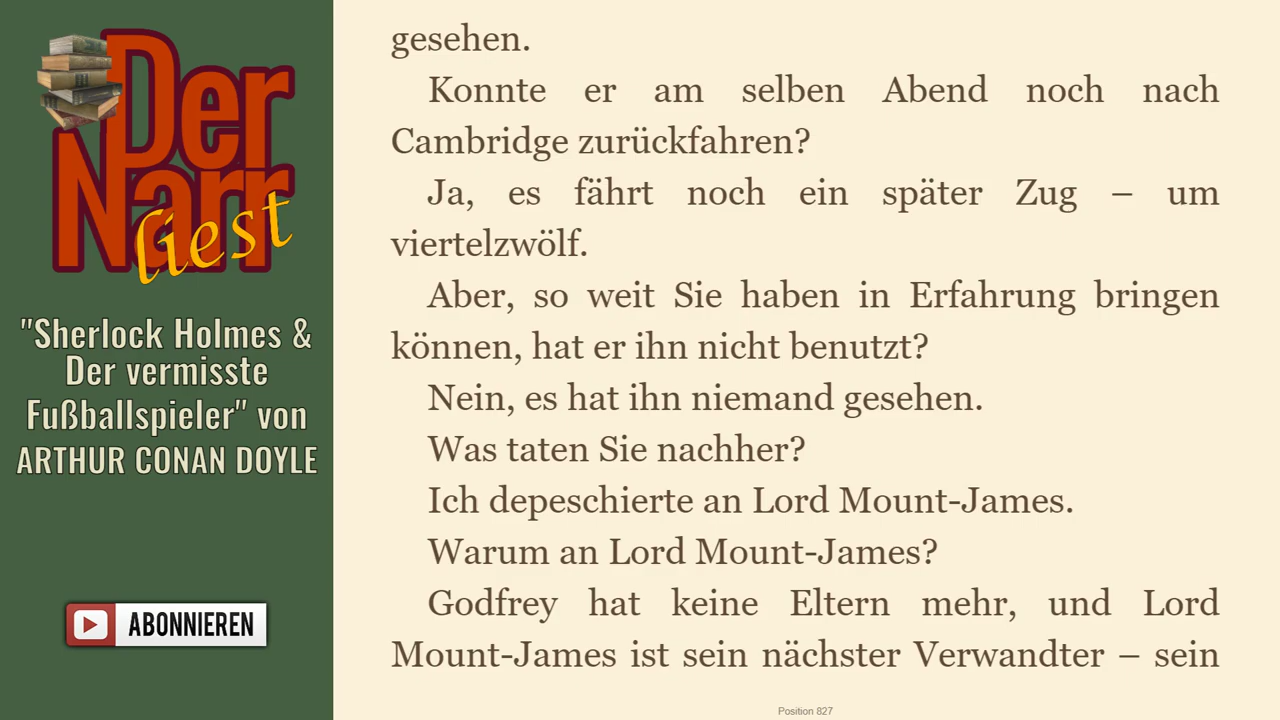 Der
Narr
liest
"Sherlock Holmes &
Der vermisste
Fußballspieler" von
ARTHUR CONAN DOYLE
ABONNIEREN
gesehen.
Konnte er am selben Abend noch nach
Cambridge zurückfahren?
Ja, es fährt noch ein später Zug – um
viertelzwölf.
Aber, so weit Sie haben in Erfahrung bringen
können, hat er ihn nicht benutzt?
Nein, es hat ihn niemand gesehen.
Was taten Sie nachher?
Ich depeschierte an Lord Mount-James.
Warum an Lord Mount-James?
Godfrey hat keine Eltern mehr, und Lord
Mount-James ist sein nächster Verwandter – sein
Position 827